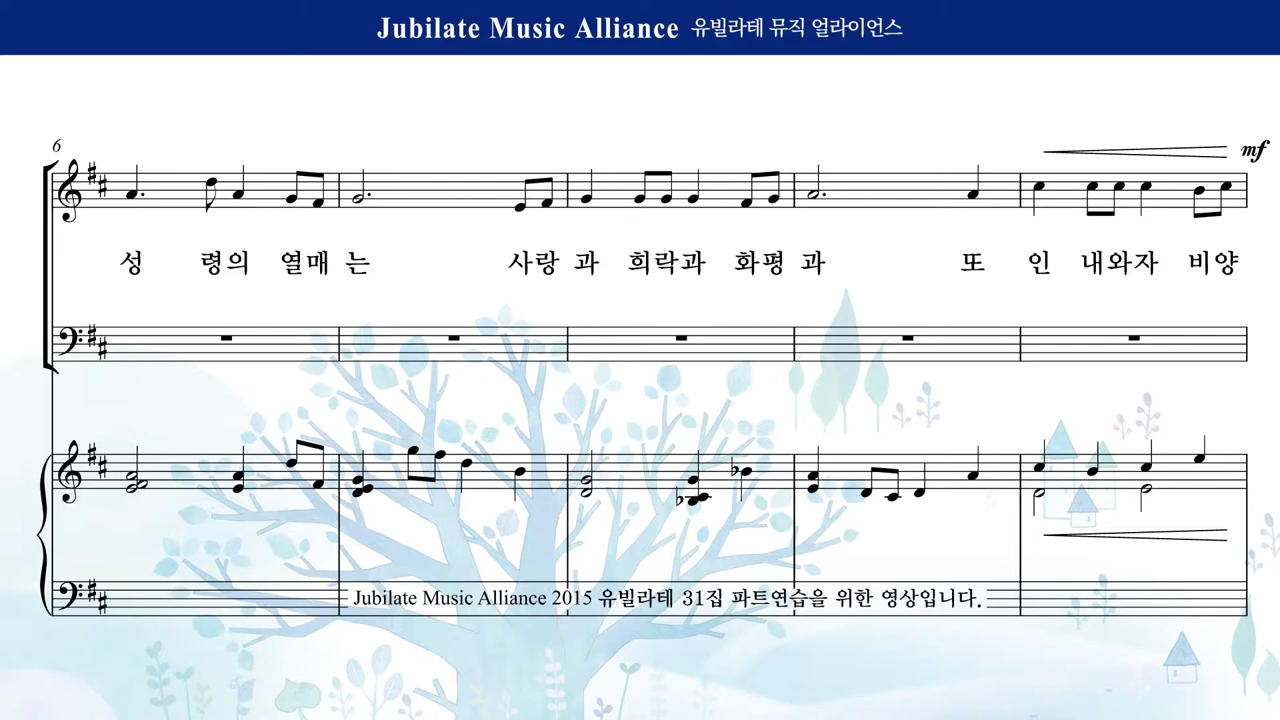 Jubilate Music Alliance 유빌라테 뮤직 얼라이언스
6
mf
성 령의 열매 는 사랑 과 희락과 화평 과 또 인 내와자 비양
Jubilate Music Alliance 2015 유빌라테 31집 파트연습을 위한 영상입니다.